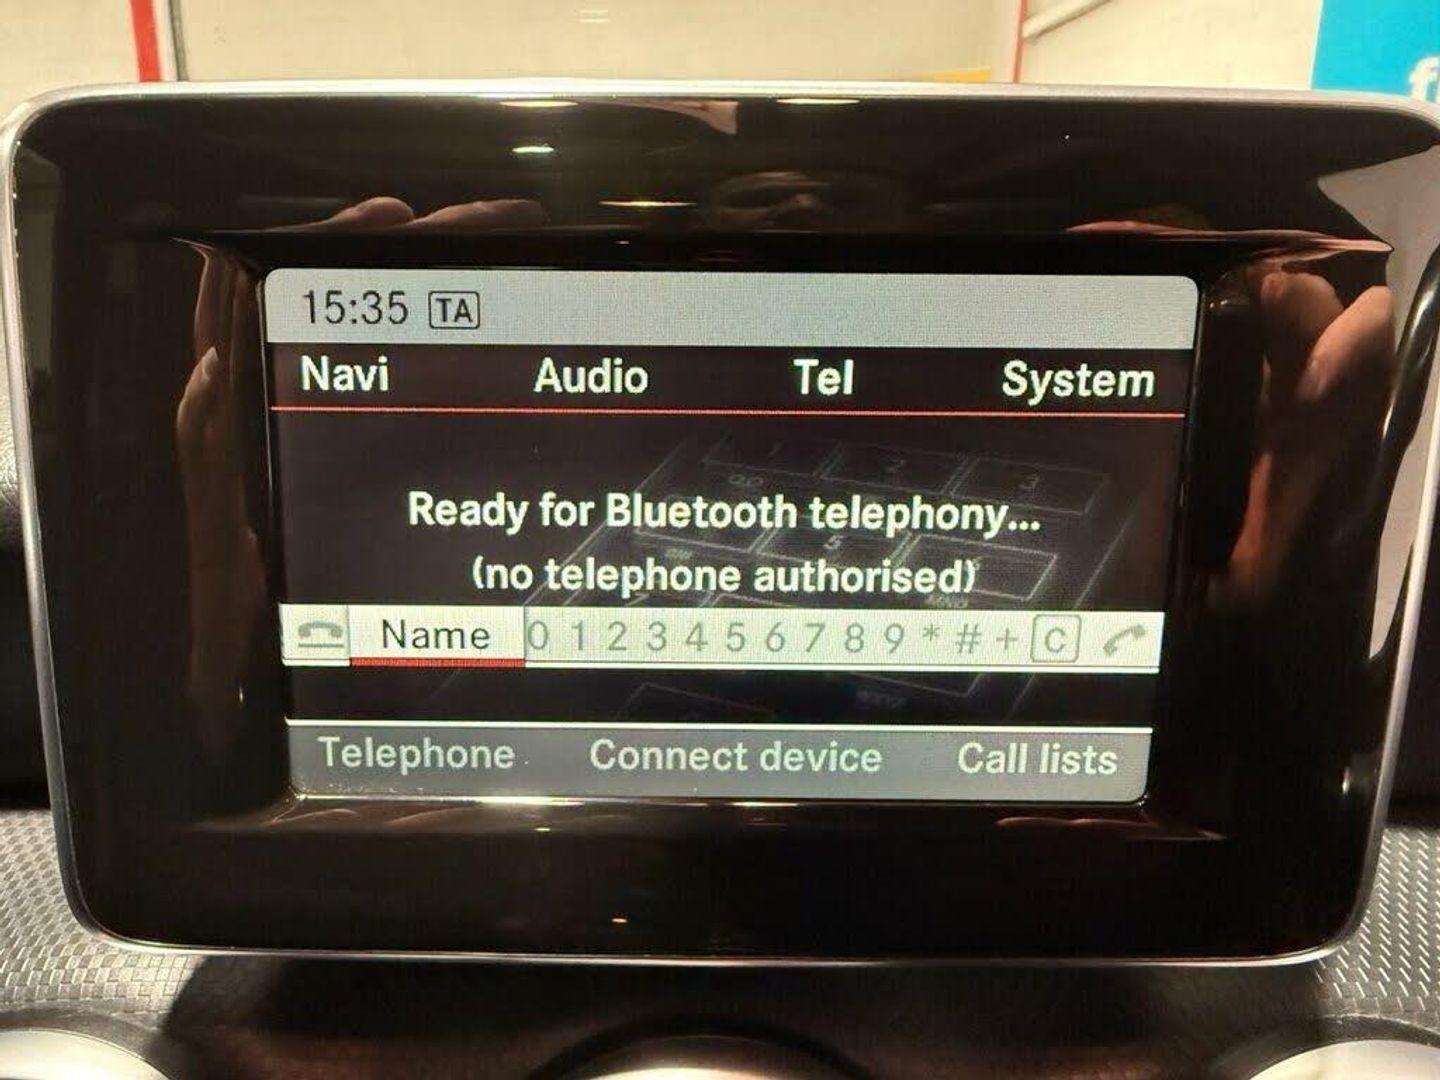 15:35 TA
Navi Audio Tel System
Ready for Bluetooth telephony...
(no telephone authorised)
Name 0 1 2 3 4 5 6 7 8 9 * # + C
Telephone Connect device Call lists